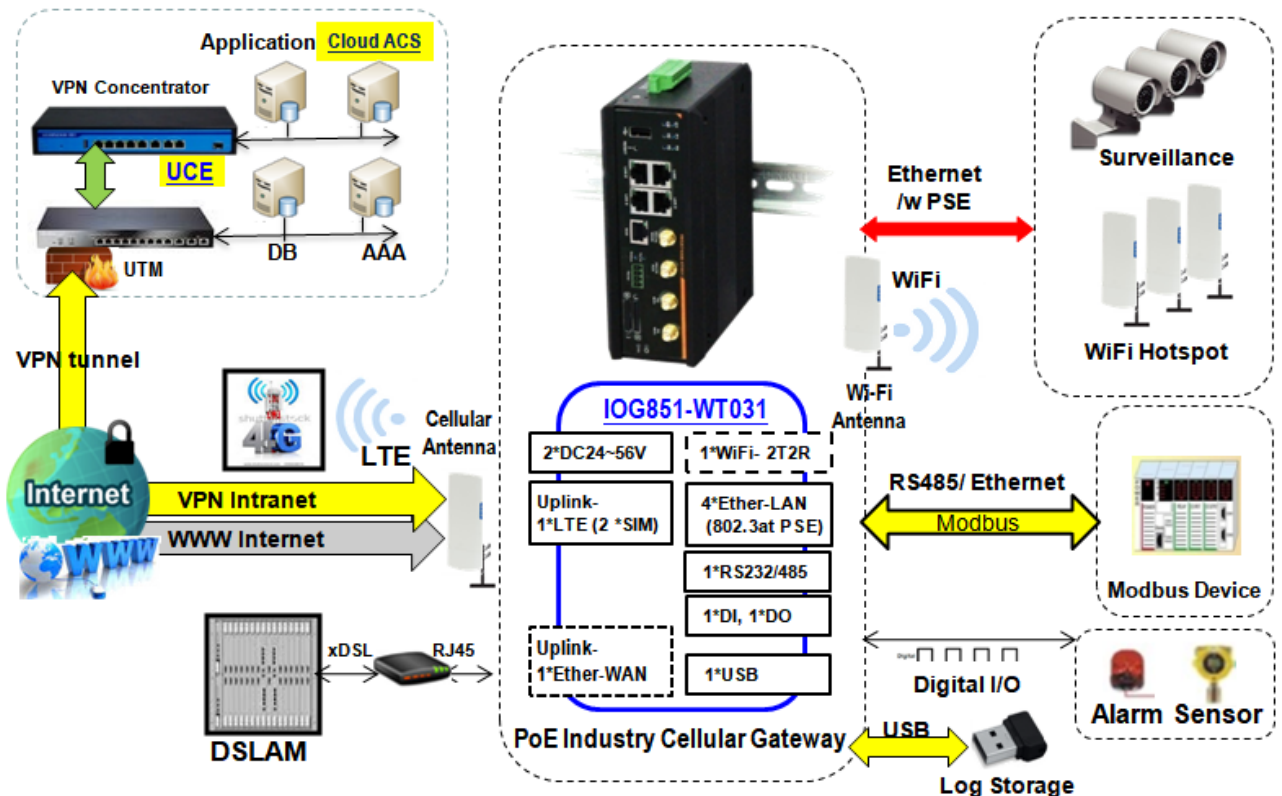 Application Cloud ACS
VPN Concentrator
UCE
UTM
DB
AAA
VPN tunnel
Internet
WWW
4G
LTE
Cellular
Antenna
VPN Intranet
WWW Internet
xDSL
RJ45
DSLAM
IOG851-WT031
2*DC24~56V
1*WiFi- 2T2R
Uplink-
1*LTE (2 *SIM)
4*Ether-LAN
(802.3at PSE)
1*RS232/485
1*DI, 1*DO
Uplink-
1*Ether-WAN
1*USB
PoE Industry Cellular Gateway
Ethernet
/w PSE
WiFi
Wi-Fi
Antenna
Surveillance
WiFi Hotspot
RS485/ Ethernet
Modbus
Modbus Device
Digital
Digital I/O
Alarm Sensor
USB
Log Storage